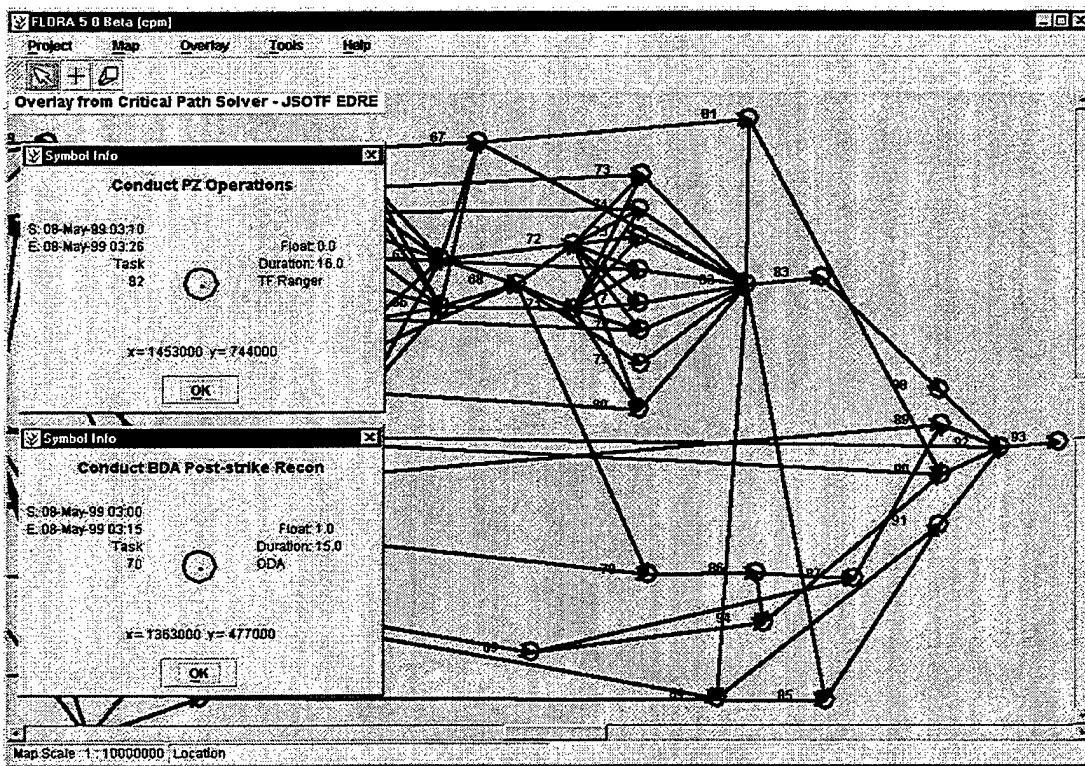 FLORA 5.0 Beta [cpm]
Project Map Overlay Tools Help
Overlay from Critical Path Solver - JSOTF EDRE
Symbol Info
Conduct PZ Operations
S: 08-May-99 03:10
E: 08-May-99 03:26 Float: 0.0
Task Duration: 16.0
82 TF Ranger
x= 1453000 y= 744000
OK
Symbol Info
Conduct BDA Post-strike Recon
S: 08-May-99 03:00
E: 08-May-99 03:15 Float: 1.0
Task Duration: 15.0
70 ODA
x= 1363000 y= 477000
OK
67
81
73
72
68
83
89
92
93
91
86
85
Map Scale : 1 : 10000000 Location